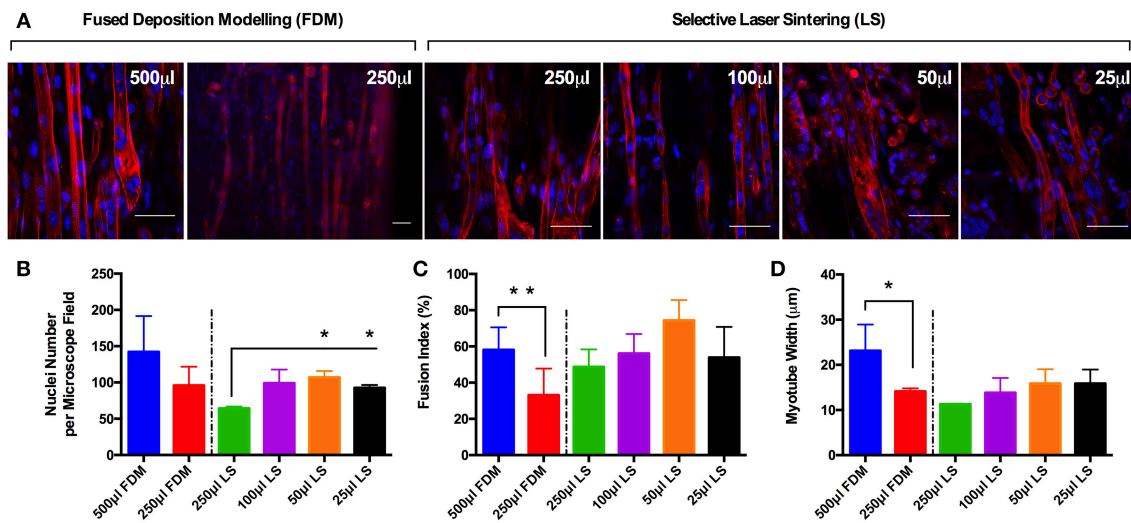 A
Fused Deposition Modelling (FDM)
Selective Laser Sintering (LS)
500µl
250µl
250µl
100µl
50µl
25µl
B
Nuclei Number
per Microscope Field
200
150
100
50
0
* *
500µl FDM
250µl FDM
250µl LS
100µl LS
50µl LS
25µl LS
C
Fusion Index (%)
100
80
60
40
20
0
* *
500µl FDM
250µl FDM
250µl LS
100µl LS
50µl LS
25µl LS
D
Myotube Width (µm)
40
30
20
10
0
*
500µl FDM
250µl FDM
250µl LS
100µl LS
50µl LS
25µl LS